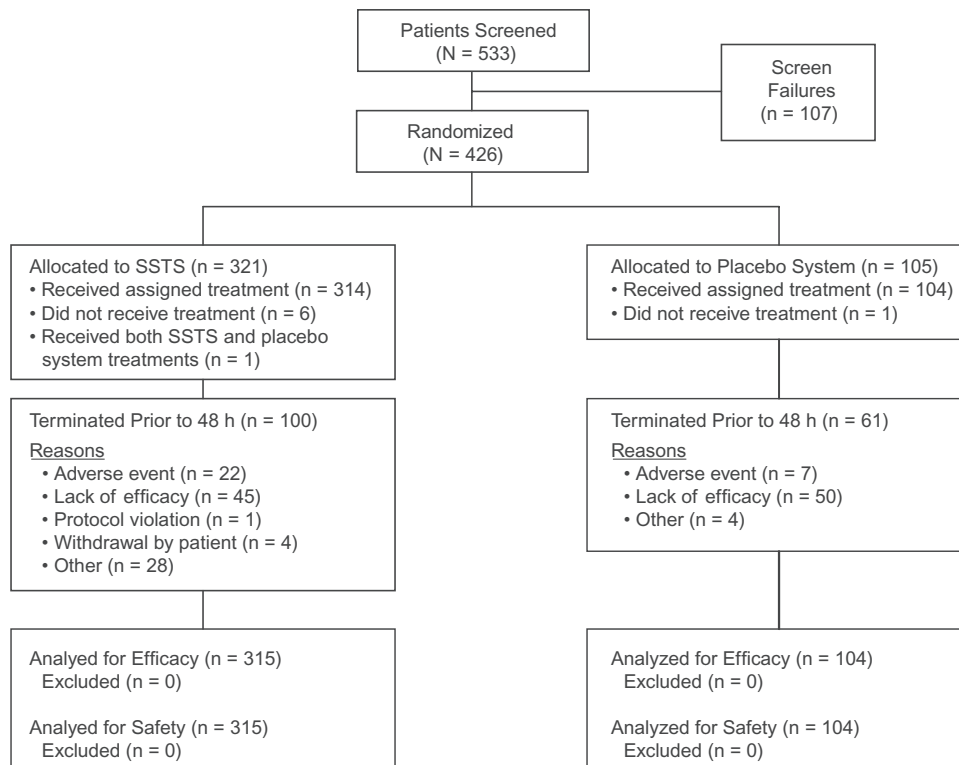 Patients Screened
(N = 533)
Screen
Failures
(n = 107)
Randomized
(N = 426)
Allocated to SSTS (n = 321)
• Received assigned treatment (n = 314)
• Did not receive treatment (n = 6)
• Received both SSTS and placebo
system treatments (n = 1)
Allocated to Placebo System (n = 105)
• Received assigned treatment (n = 104)
• Did not receive treatment (n = 1)
Terminated Prior to 48 h (n = 100)
Reasons
• Adverse event (n = 22)
• Lack of efficacy (n = 45)
• Protocol violation (n = 1)
• Withdrawal by patient (n = 4)
• Other (n = 28)
Terminated Prior to 48 h (n = 61)
Reasons
• Adverse event (n = 7)
• Lack of efficacy (n = 50)
• Other (n = 4)
Analyed for Efficacy (n = 315)
Excluded (n = 0)
Analyed for Safety (n = 315)
Excluded (n = 0)
Analyzed for Efficacy (n = 104)
Excluded (n = 0)
Analyzed for Safety (n = 104)
Excluded (n = 0)